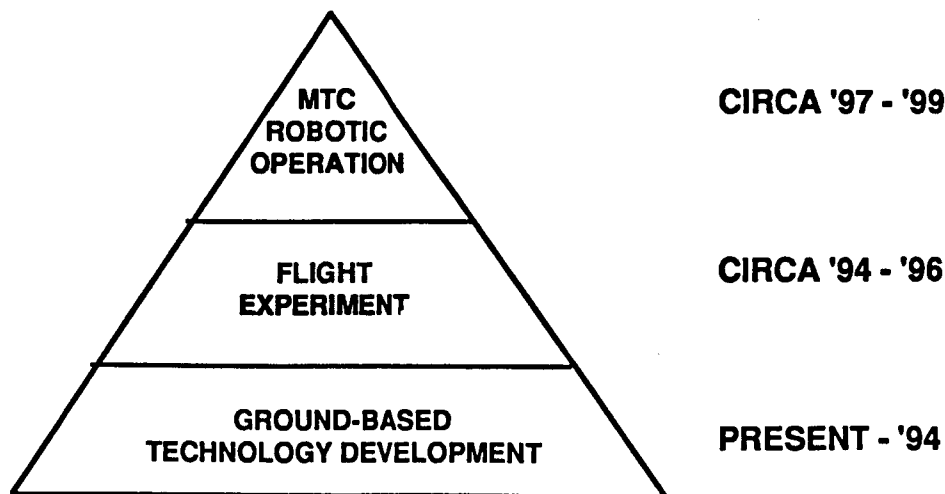 MTC
ROBOTIC
OPERATION
CIRCA '97 - '99
FLIGHT
EXPERIMENT
CIRCA '94 - '96
GROUND-BASED
TECHNOLOGY DEVELOPMENT
PRESENT - '94